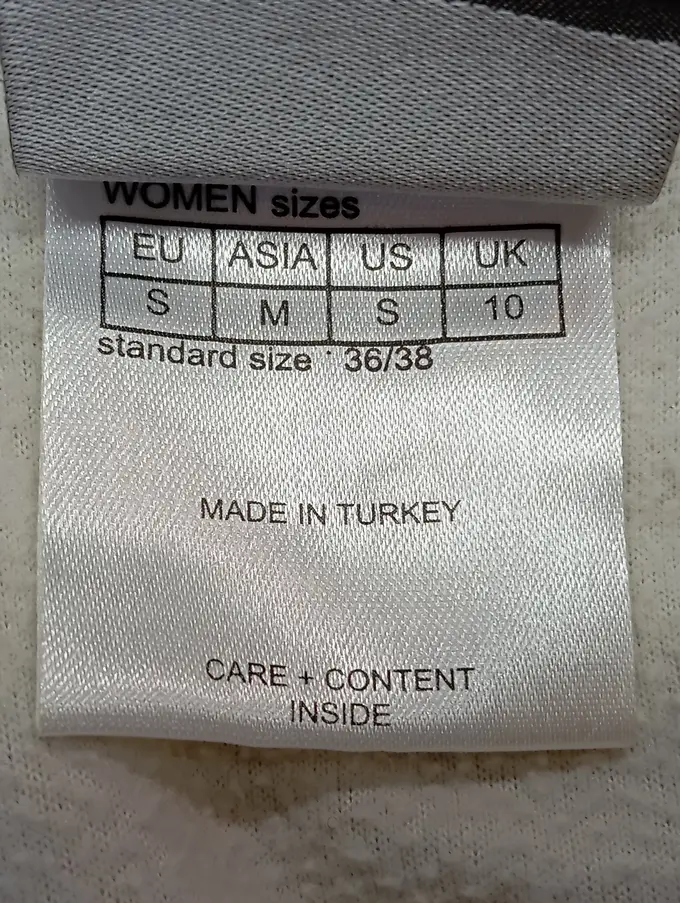 WOMEN sizes
EU ASIA US UK
S M S 10
standard size : 36/38
MADE IN TURKEY
CARE + CONTENT
INSIDE